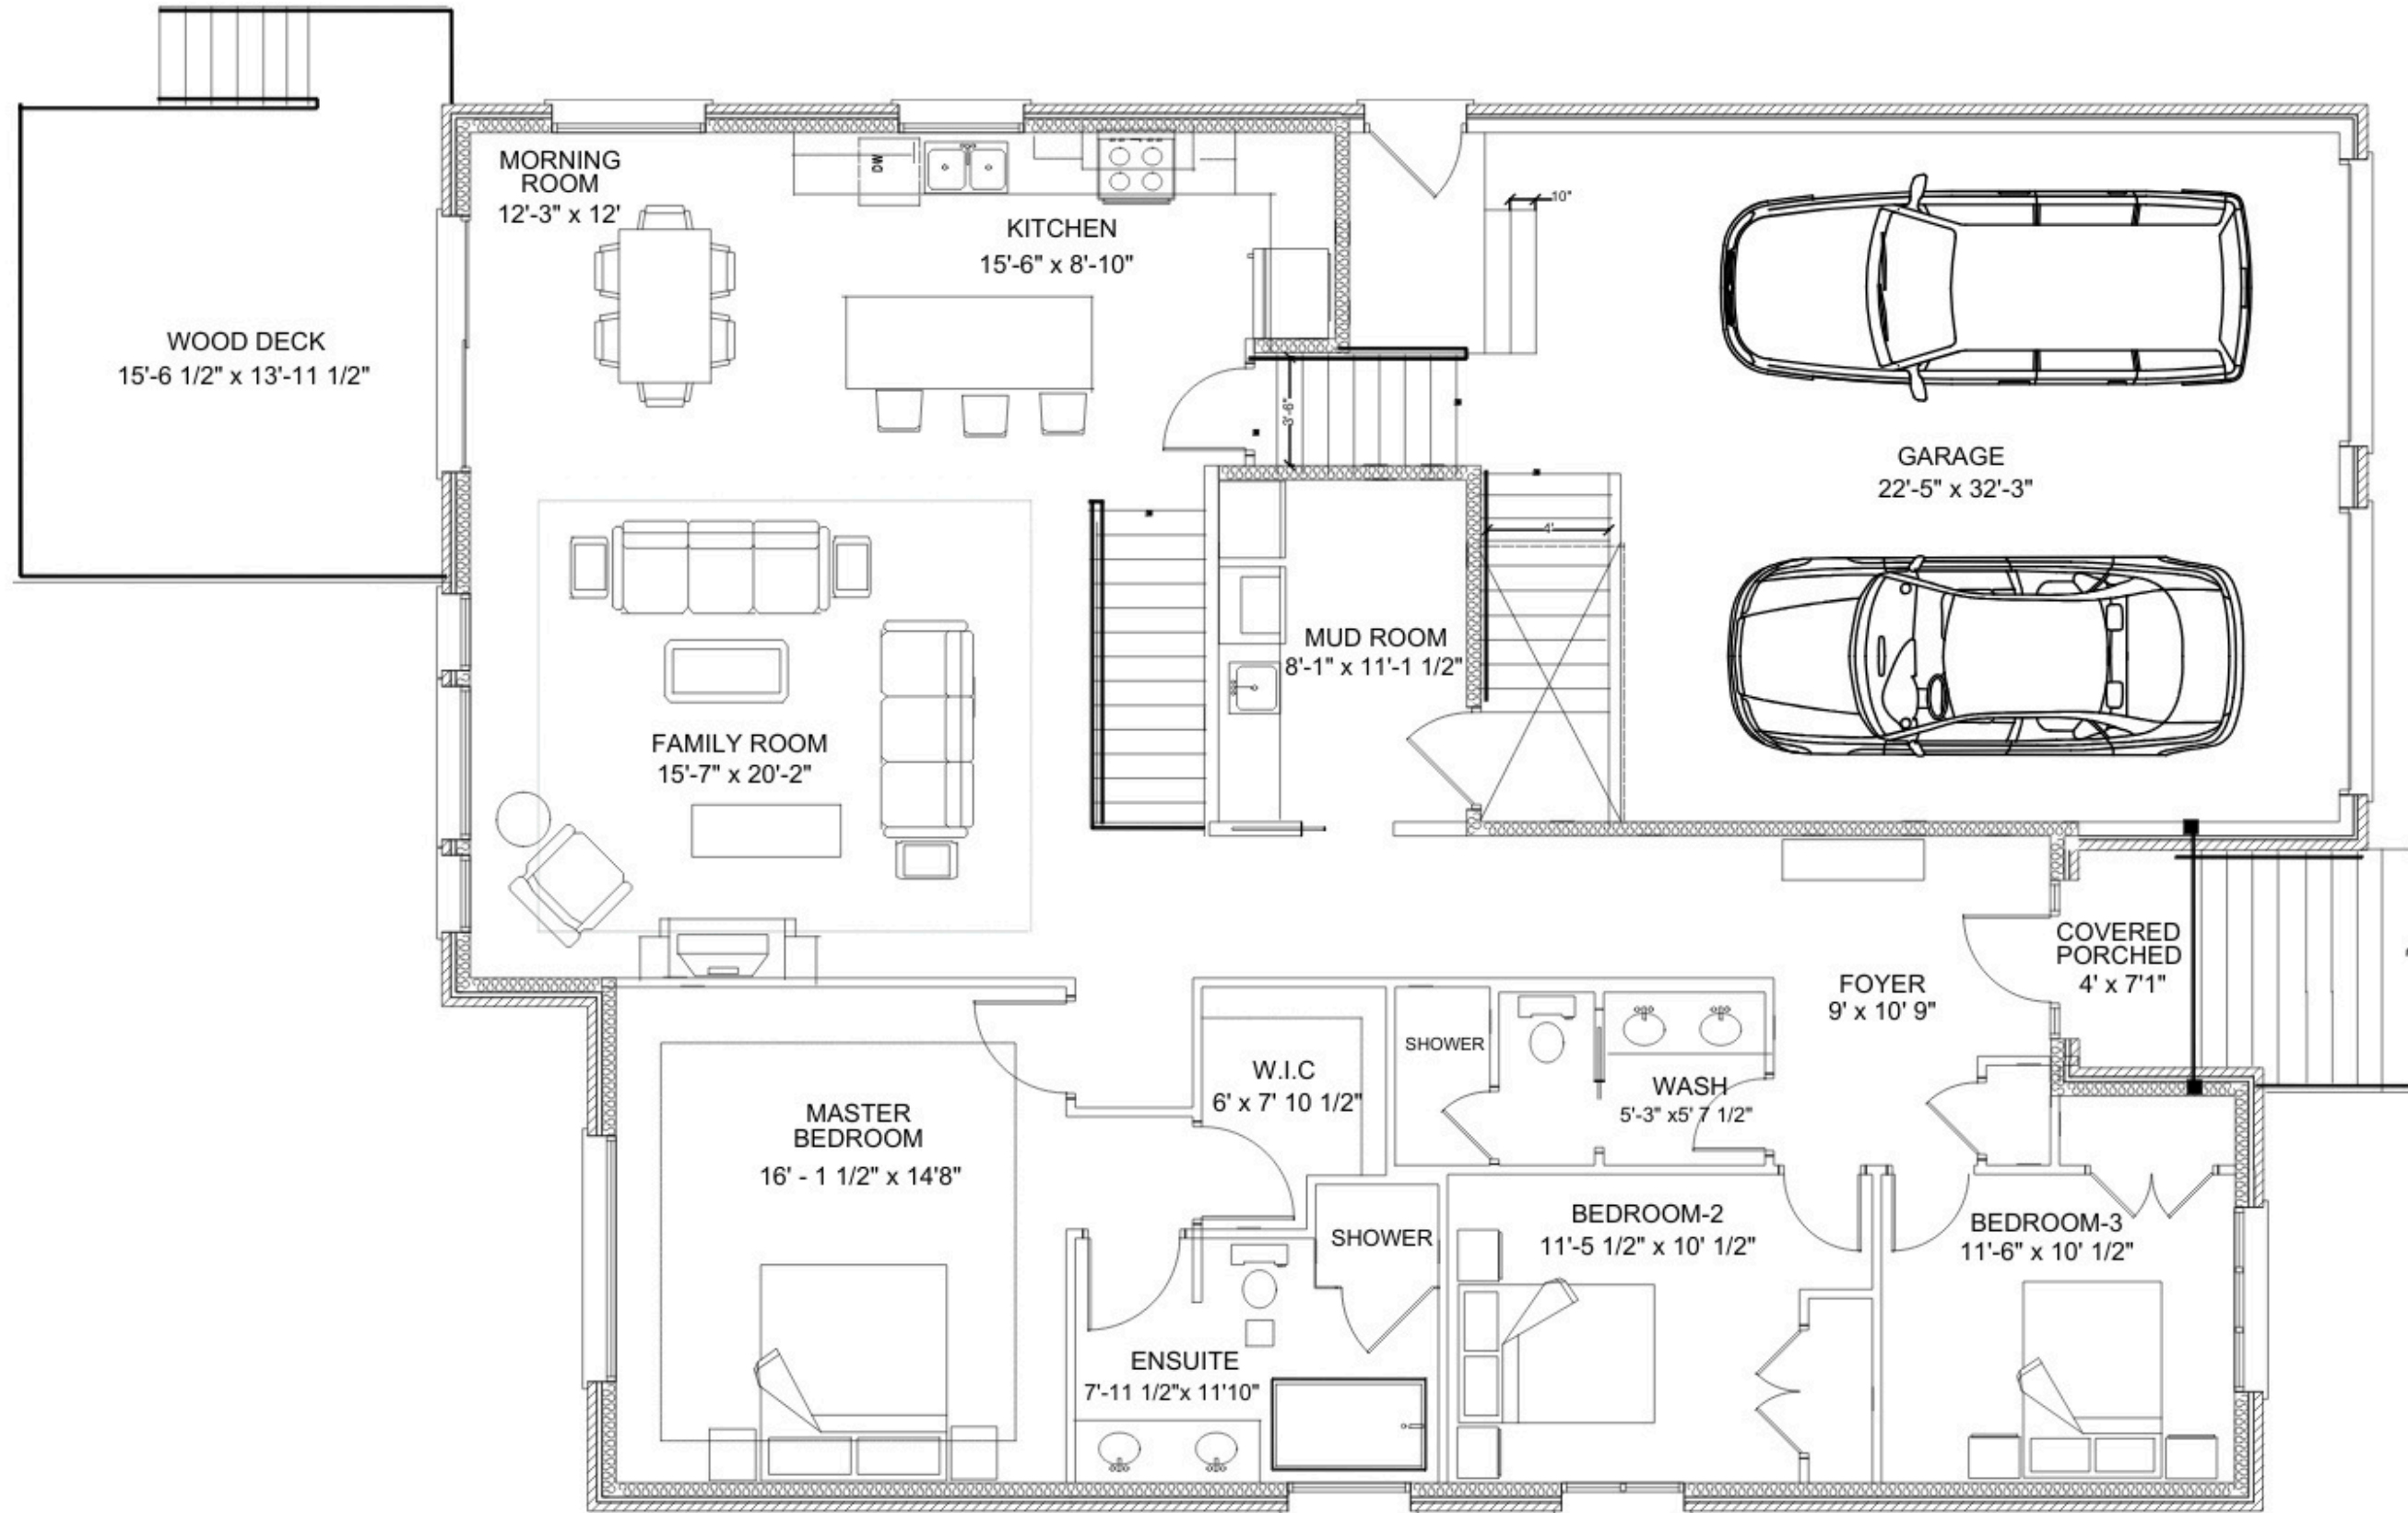 MORNING
ROOM
12'-3" x 12'
DW
KITCHEN
15'-6" x 8'-10"
10"
WOOD DECK
15'-6 1/2" x 13'-11 1/2"
3'-6"
GARAGE
22'-5" x 32'-3"
4'
MUD ROOM
8'-1" x 11'-1 1/2"
FAMILY ROOM
15'-7" x 20'-2"
COVERED
PORCHED
4' x 7'1"
FOYER
9' x 10' 9"
SHOWER
W.I.C
6' x 7' 10 1/2"
WASH
5'-3" x5' 7 1/2"
MASTER
BEDROOM
16' - 1 1/2" x 14'8"
SHOWER
BEDROOM-2
11'-5 1/2" x 10' 1/2"
BEDROOM-3
11'-6" x 10' 1/2"
ENSUITE
7'-11 1/2"x 11'10"